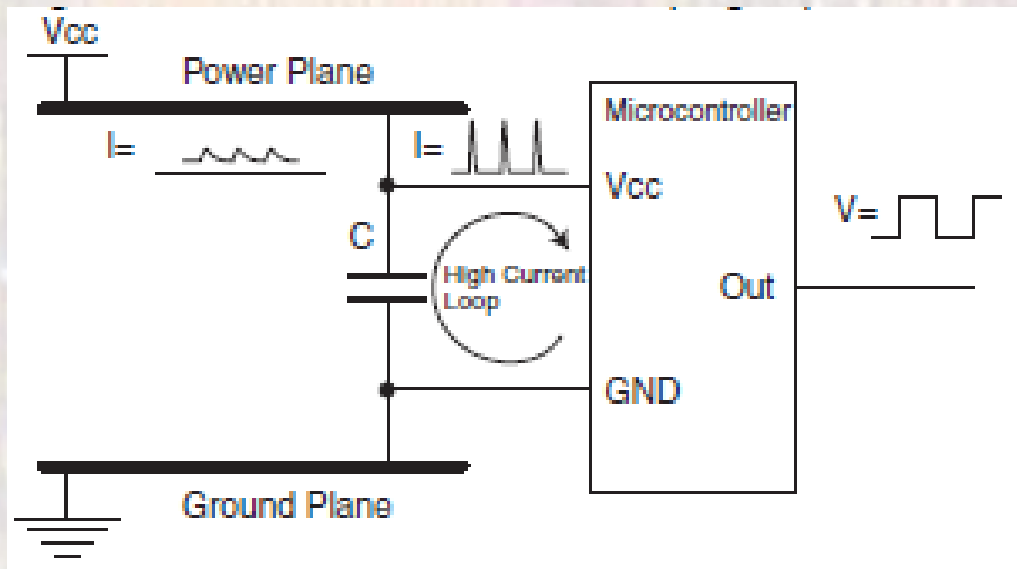 Vcc
Power Plane
I=
I=
Microcontroller
Vcc
V=
C
High Current
Loop
Out
GND
Ground Plane